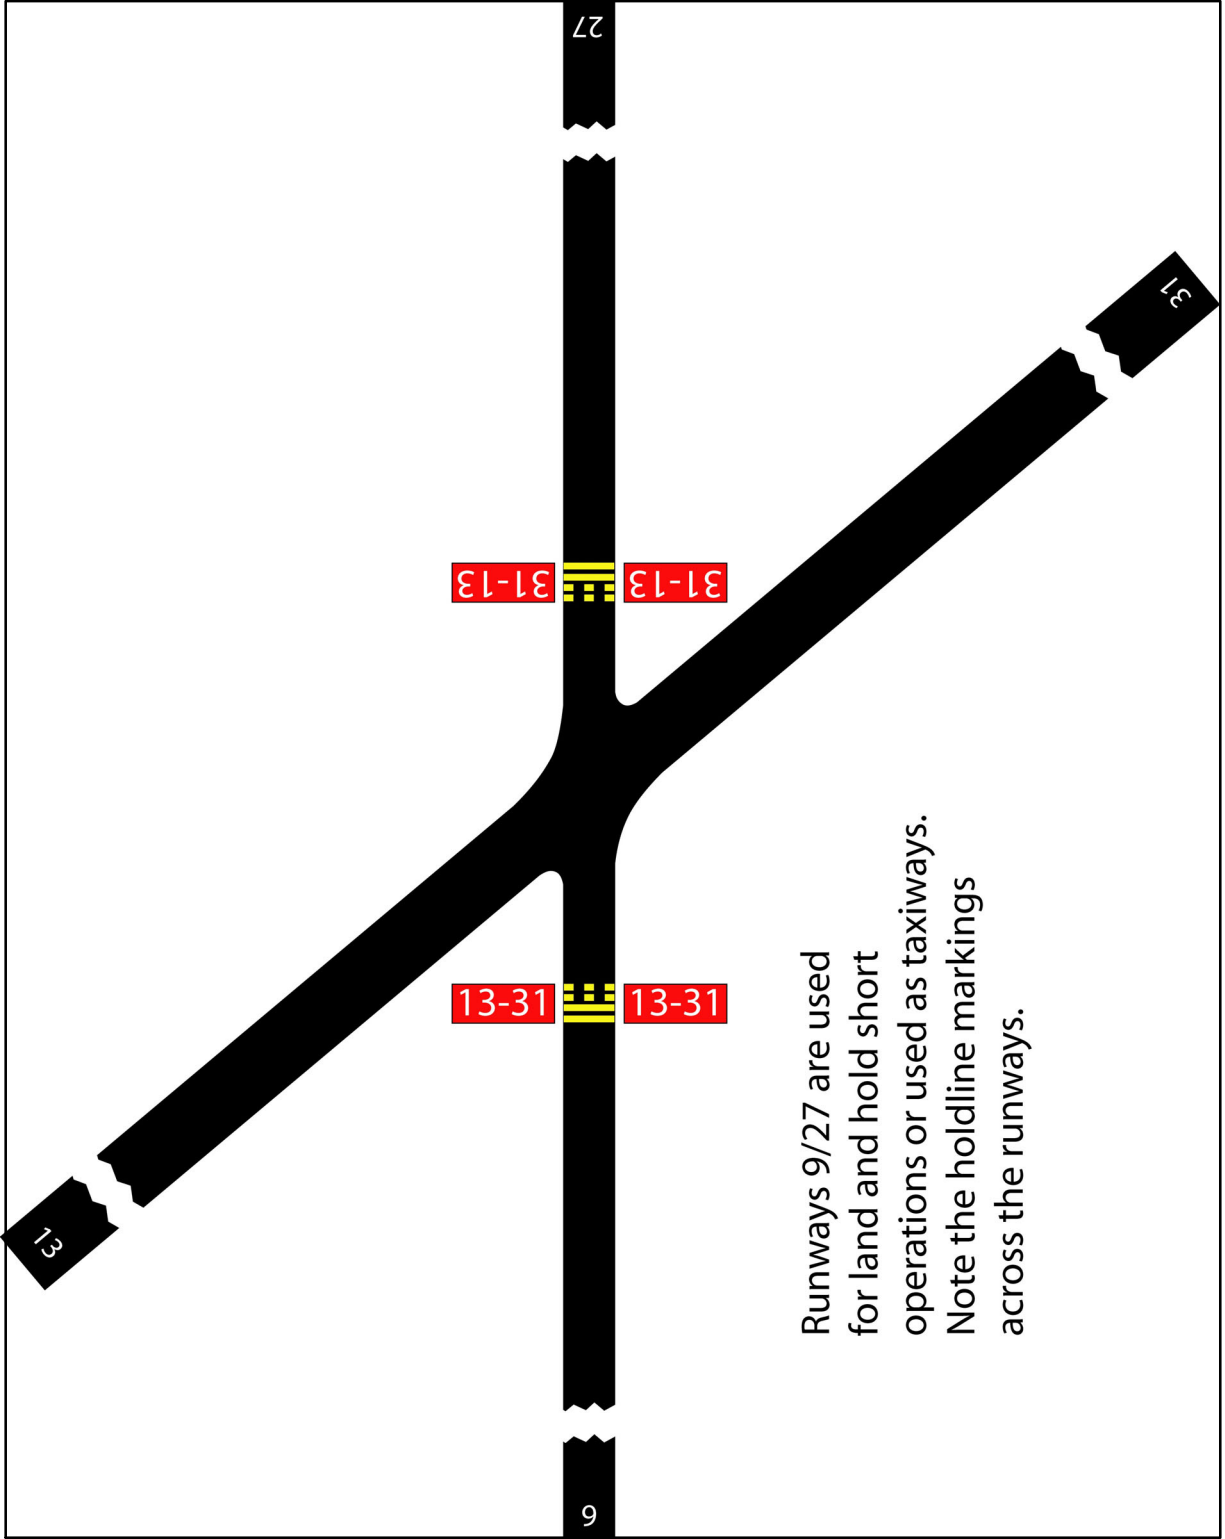 27
31
31-13
31-13
13-31
13-31
13
9
Runways 9/27 are used
for land and hold short
operations or used as taxiways.
Note the holdline markings
across the runways.